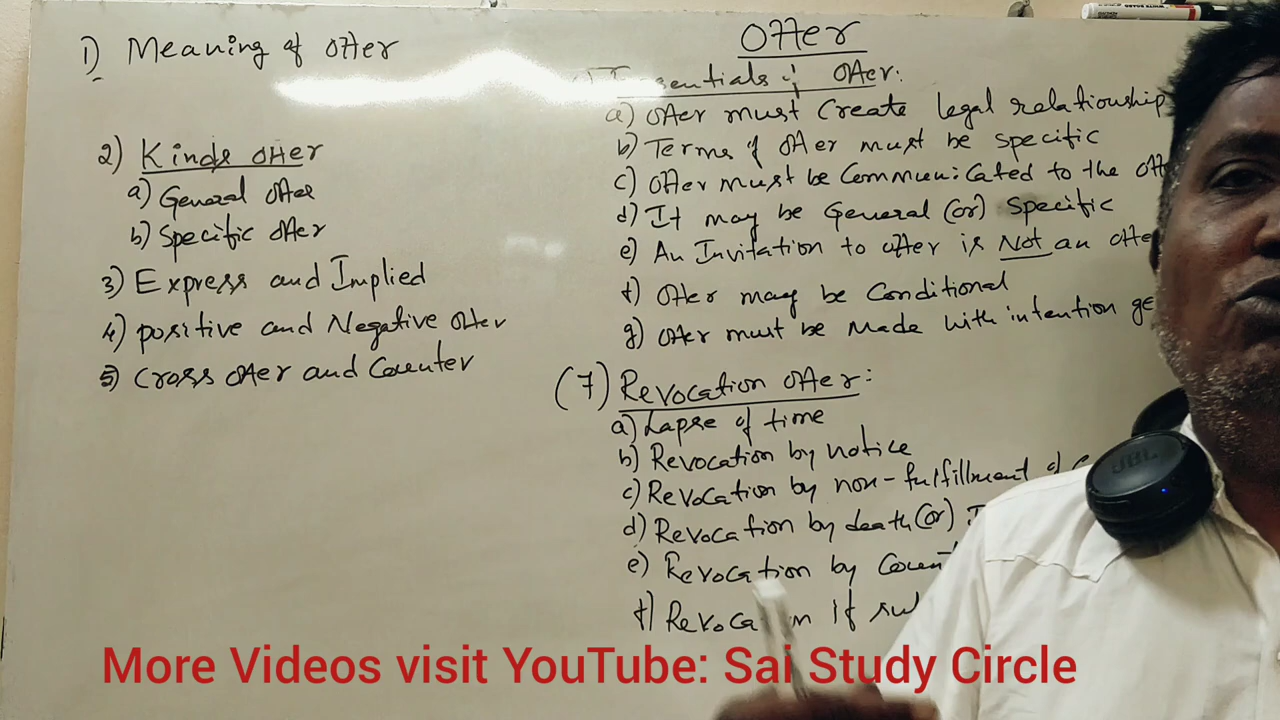 Offer
1) Meaning of offer
2) Kinds offer
a) General offer
b) Specific offer
3) Express and Implied
4) positive and Negative offer
5) Cross offer and Counter
of offer:
a) offer must Create legal relationship
b) Terms of offer must be specific
c) offer must be Communicated to the
d) It may be General (or) Specific
e) An Invitation to offer is Not an
f) offer may be Conditional
g) offer must be Made with intention
(7) Revocation offer:
a) Lapse of time
b) Revocation by notice
c) Revocation by non-fulfillment of
d) Revocation by death (or)
e) Revocation by
f) Revocation If
JBL
More Videos visit YouTube: Sai Study Circle